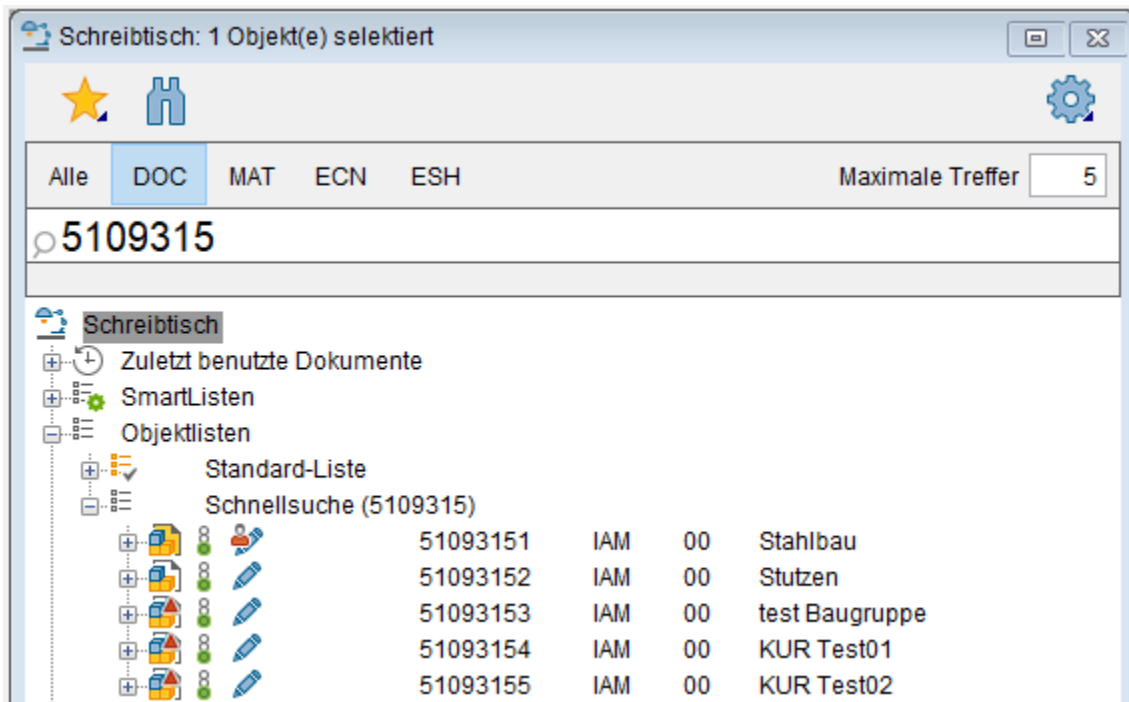 Schreibtisch: 1 Objekt(e) selektiert
Alle DOC MAT ECN ESH Maximale Treffer 5
5109315
Schreibtisch
Zuletzt benutzte Dokumente
SmartListen
Objektlisten
Standard-Liste
Schnellsuche (5109315)
51093151 IAM 00 Stahlbau
51093152 IAM 00 Stutzen
51093153 IAM 00 test Baugruppe
51093154 IAM 00 KUR Test01
51093155 IAM 00 KUR Test02